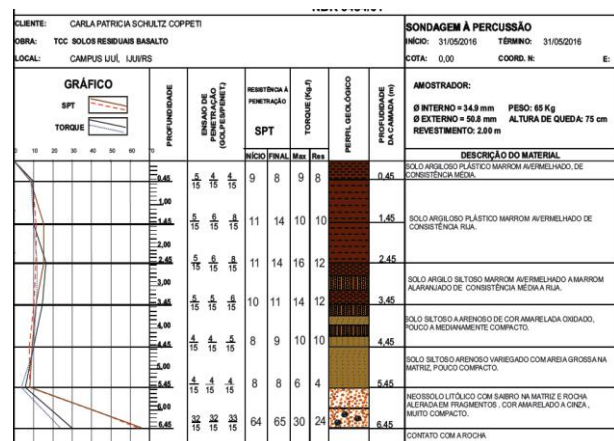 CLIENTE: CARLA PATRICIA SCHULTZ COPPETI
OBRA: TCC SOLOS RESIDUAIS BASALTO
LOCAL: CAMPUS IJUÍ, IJUI/RS
SONDAGEM À PERCUSSÃO
INÍCIO: 31/05/2016 TÉRMINO: 31/05/2016
COTA: 0,00 COORD. N: E:
GRÁFICO
SPT
TORQUE
0 10 20 30 40 50 60 70
PROFUNDIDADE
ENSAIO DE PENETRAÇÃO (GOLPES/PENET.)
RESISTÊNCIA À PENETRAÇÃO
SPT
INÍCIO FINAL
TORQUE (Kg.f)
Max Res
PERFIL GEOLÓGICO
PROFUDIDADE DA CAMADA (m)
AMOSTRADOR:
Ø INTERNO = 34.9 mm PESO: 65 Kg
Ø EXTERNO = 50.8 mm ALTURA DE QUEDA: 75 cm
REVESTIMENTO: 2.00 m
DESCRIÇÃO DO MATERIAL
0,45 5/15 4/15 4/15 9 8 9 8 0,45
SOLO ARGILOSO PLÁSTICO MARROM AVERMELHADO, DE
CONSISTÊNCIA MÉDIA.
1,00
1,45 5/15 6/15 8/15 11 14 10 10 1,45
SOLO ARGILOSO PLÁSTICO MARROM AVERMELHADO DE
CONSISTÊNCIA RIJA.
2,00
2,45 5/15 6/15 8/15 11 14 16 12 2.45
SOLO ARGILO SILTOSO MARROM AVERMELHADO A MARROM
ALARANJADO DE CONSISTÊNCIA MÉDIA A RIJA.
3,00
3,45 5/15 5/15 6/15 10 11 14 12 3.45
SOLO SILTOSO A ARENOSO DE COR AMARELADA OXIDADO,
POUCO A MEDIANAMENTE COMPACTO.
4,00
4,45 4/15 4/15 5/15 8 9 10 10 4,45
SOLO SILTOSO ARENOSO VARIEGADO COM AREIA GROSSA NA
MATRIZ, POUCO COMPACTO.
5,00
5,45 4/15 4/15 4/15 8 8 6 4 5.45
NEOSSOLO LITÓLICO COM SAIBRO NA MATRIZ E ROCHA
ALERADA EM FRAGMENTOS . COR AMARELADO A CINZA ,
MUITO COMPACTO.
6,00
6,45 32/15 32/15 33/15 64 65 30 24 6.45
CONTATO COM A ROCHA